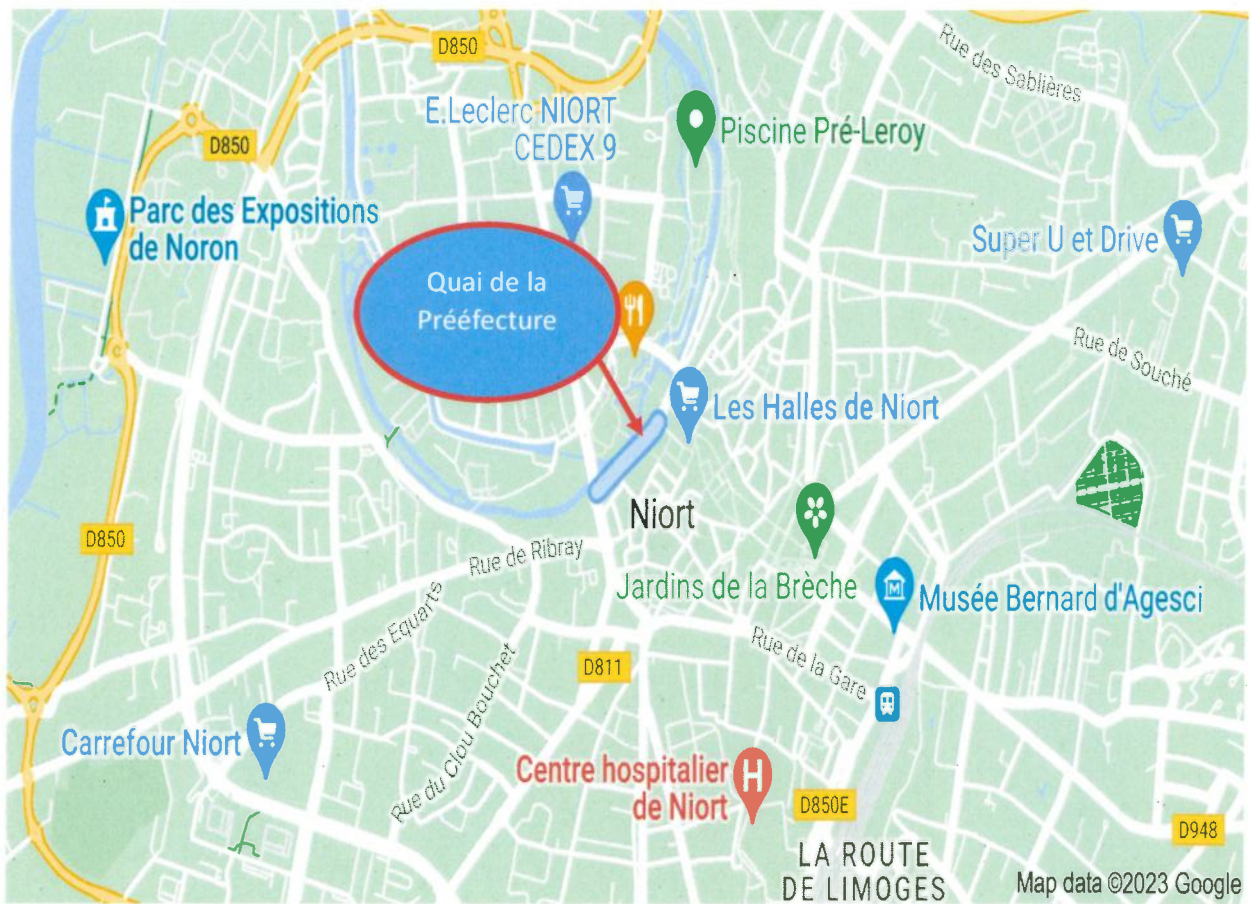 D850
Rue des Sablières
E.Leclerc NIORT
CEDEX 9
Piscine Pré-Leroy
D850
Parc des Expositions
de Noron
Super U et Drive
Quai de la
Prééfecture
Rue de Souché
Les Halles de Niort
Niort
D850
Rue de Ribray
Jardins de la Brèche
Musée Bernard d'Agesci
Rue des Equarts
Rue de la Gare
D811
Rue du Clou Bouchet
Carrefour Niort
Centre hospitalier
de Niort
H
M
D850E
D948
LA ROUTE
DE LIMOGES
Map data ©2023 Google